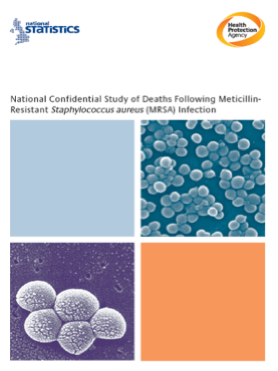 national
STATISTICS
Health
Protection
Agency
National Confidential Study of Deaths Following Meticillin-
Resistant Staphylococcus aureus (MRSA) Infection